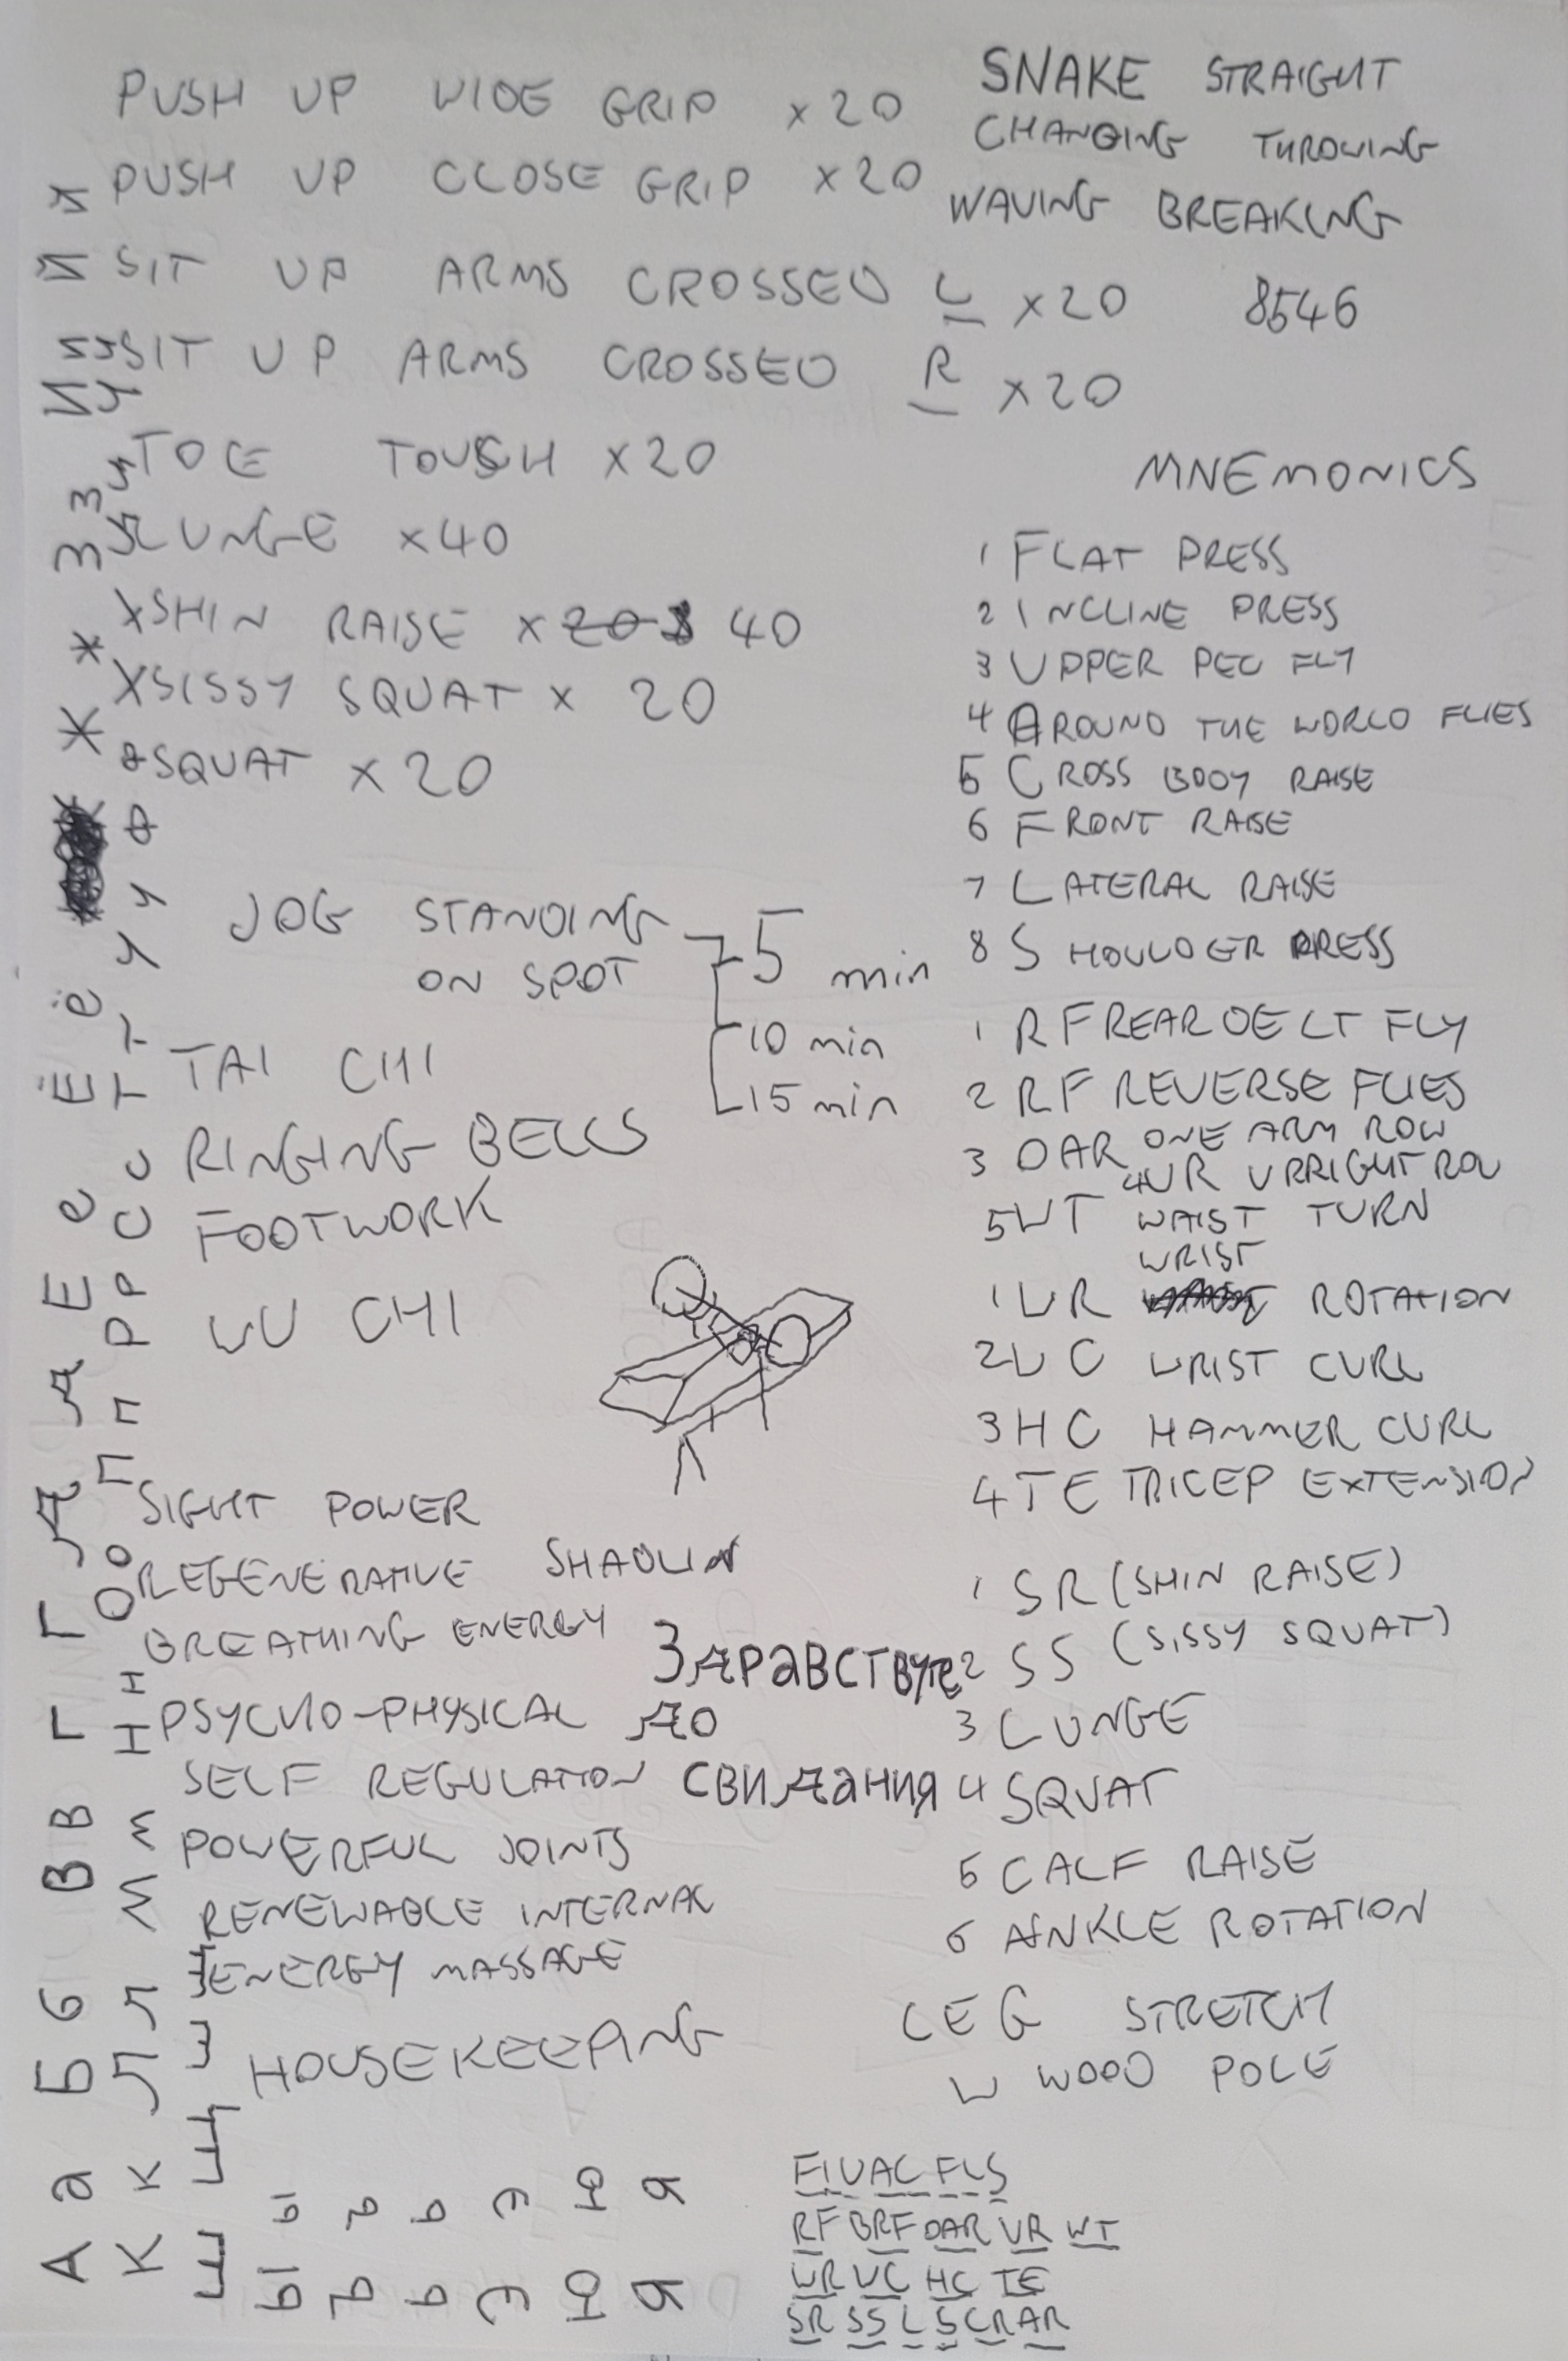 PUSH UP WIDE GRIP x20
PUSH UP CLOSE GRIP x20
SIT UP ARMS CROSSED L x20
SIT UP ARMS CROSSED R x20
TOE TOUCH x20
LUNGE x40
SHIN RAISE x 20 40
SISSY SQUAT x 20
SQUAT x 20
JOG STANDING
ON SPOT
5 min
10 min
15 min
TAI CHI
RINGING BELLS
FOOTWORK
WU CHI
SIGHT POWER
REGENERATIVE SHAOLIN
BREATHING ENERGY
PSYCHO-PHYSICAL
SELF REGULATION
POWERFUL JOINTS
RENEWABLE INTERNAL
ENERGY MASSAGE
HOUSEKEEPING
Здравствуте
до
свидания
SNAKE STRAIGHT
CHANGING THROWING
WAVING BREAKING
8546
MNEMONICS
1 FLAT PRESS
2 INCLINE PRESS
3 UPPER PEC FLY
4 AROUND THE WORLD FLIES
5 CROSS BODY RAISE
6 FRONT RAISE
7 LATERAL RAISE
8 SHOULDER PRESS
1 RF REAR DELT FLY
2 RF REVERSE FLIES
3 OAR ONE ARM ROW
4 UR UPRIGHT ROW
5 WT WAIST TURN
WRIST
1 WR ROTATION
2 WC WRIST CURL
3 HC HAMMER CURL
4 TE TRICEP EXTENSION
1 SR (SHIN RAISE)
2 SS (SISSY SQUAT)
3 LUNGE
4 SQUAT
5 CALF RAISE
6 ANKLE ROTATION
LEG STRETCH
W WOOD POLE
FIUAC FLS
RF BRF OAR UR WT
WR WC HC TE
SR SS L S CR AR
А а Б б В в Г г Д д Е е Ё ё Ж ж З з И и Й й
К к Л л М м Н н О о П п Р р С с Т т У у Ф ф Х х
Ш ш Щ щ
Ы ы
Ъ ъ
Ь ь
Э э
Ю ю
Я я